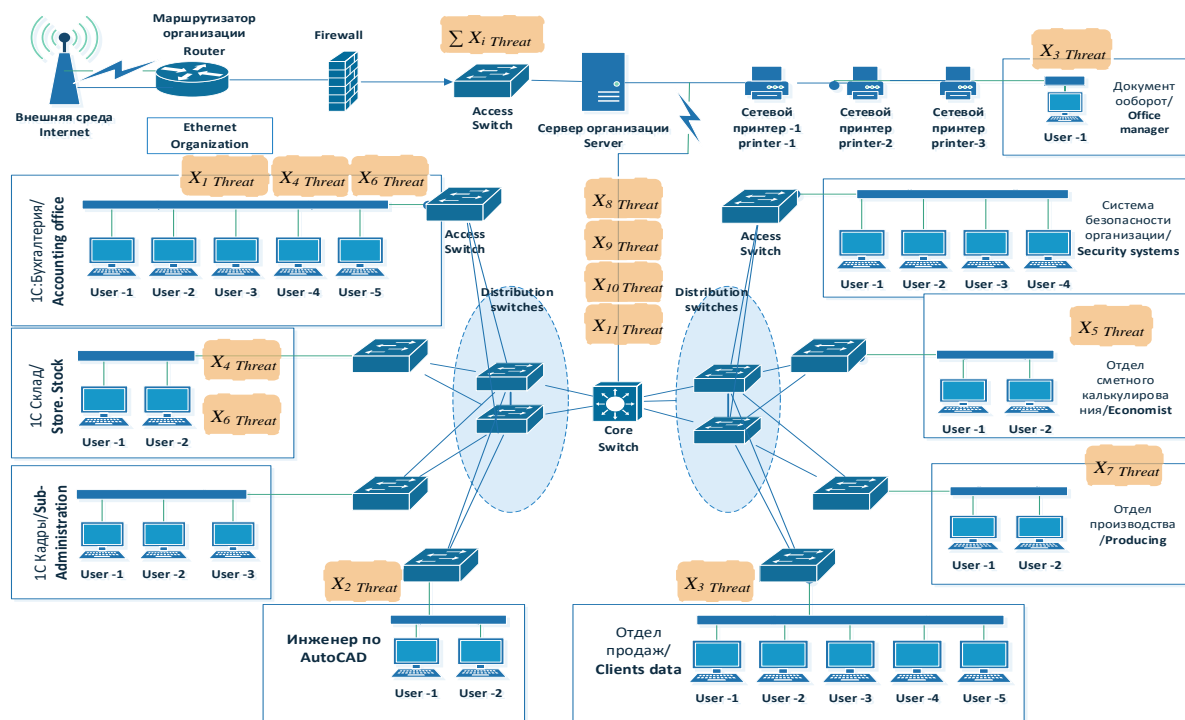 Маршрутизатор
организации
Router
Firewall
∑ Xi Threat
X3 Threat
Внешняя среда
Internet
Ethernet
Organization
Access
Switch
Сервер организации
Server
Сетевой
принтер -1
printer
-1
Сетевой
принтер
printer-2
Сетевой
принтер
printer-3
User -1
Документ
ооборот/
Office
manager
X1 Threat
X4 Threat
X6 Threat
1С:Бухгалтерия/
Accounting office
User -1
User -2
User -3
User -4
User -5
Access
Switch
X8 Threat
X9 Threat
X10 Threat
X11 Threat
Access
Switch
User -1
User -2
User -3
User -4
Система
безопасности
организации/
Security systems
Distribution
switches
Distribution
switches
1С Склад/
Store. Stock
User -1
User -2
X4 Threat
X6 Threat
Core
Switch
X5 Threat
User -1
User -2
Отдел
сметного
калькулирова
ния/Economist
1С Кадры/Sub-
Administration
User -1
User -2
User -3
X7 Threat
User -1
User -2
Отдел
производства
/Producing
X2 Threat
Инженер по
AutoCAD
User -1
User -2
X3 Threat
Отдел
продаж/
Clients data
User -1
User -2
User -3
User -4
User -5